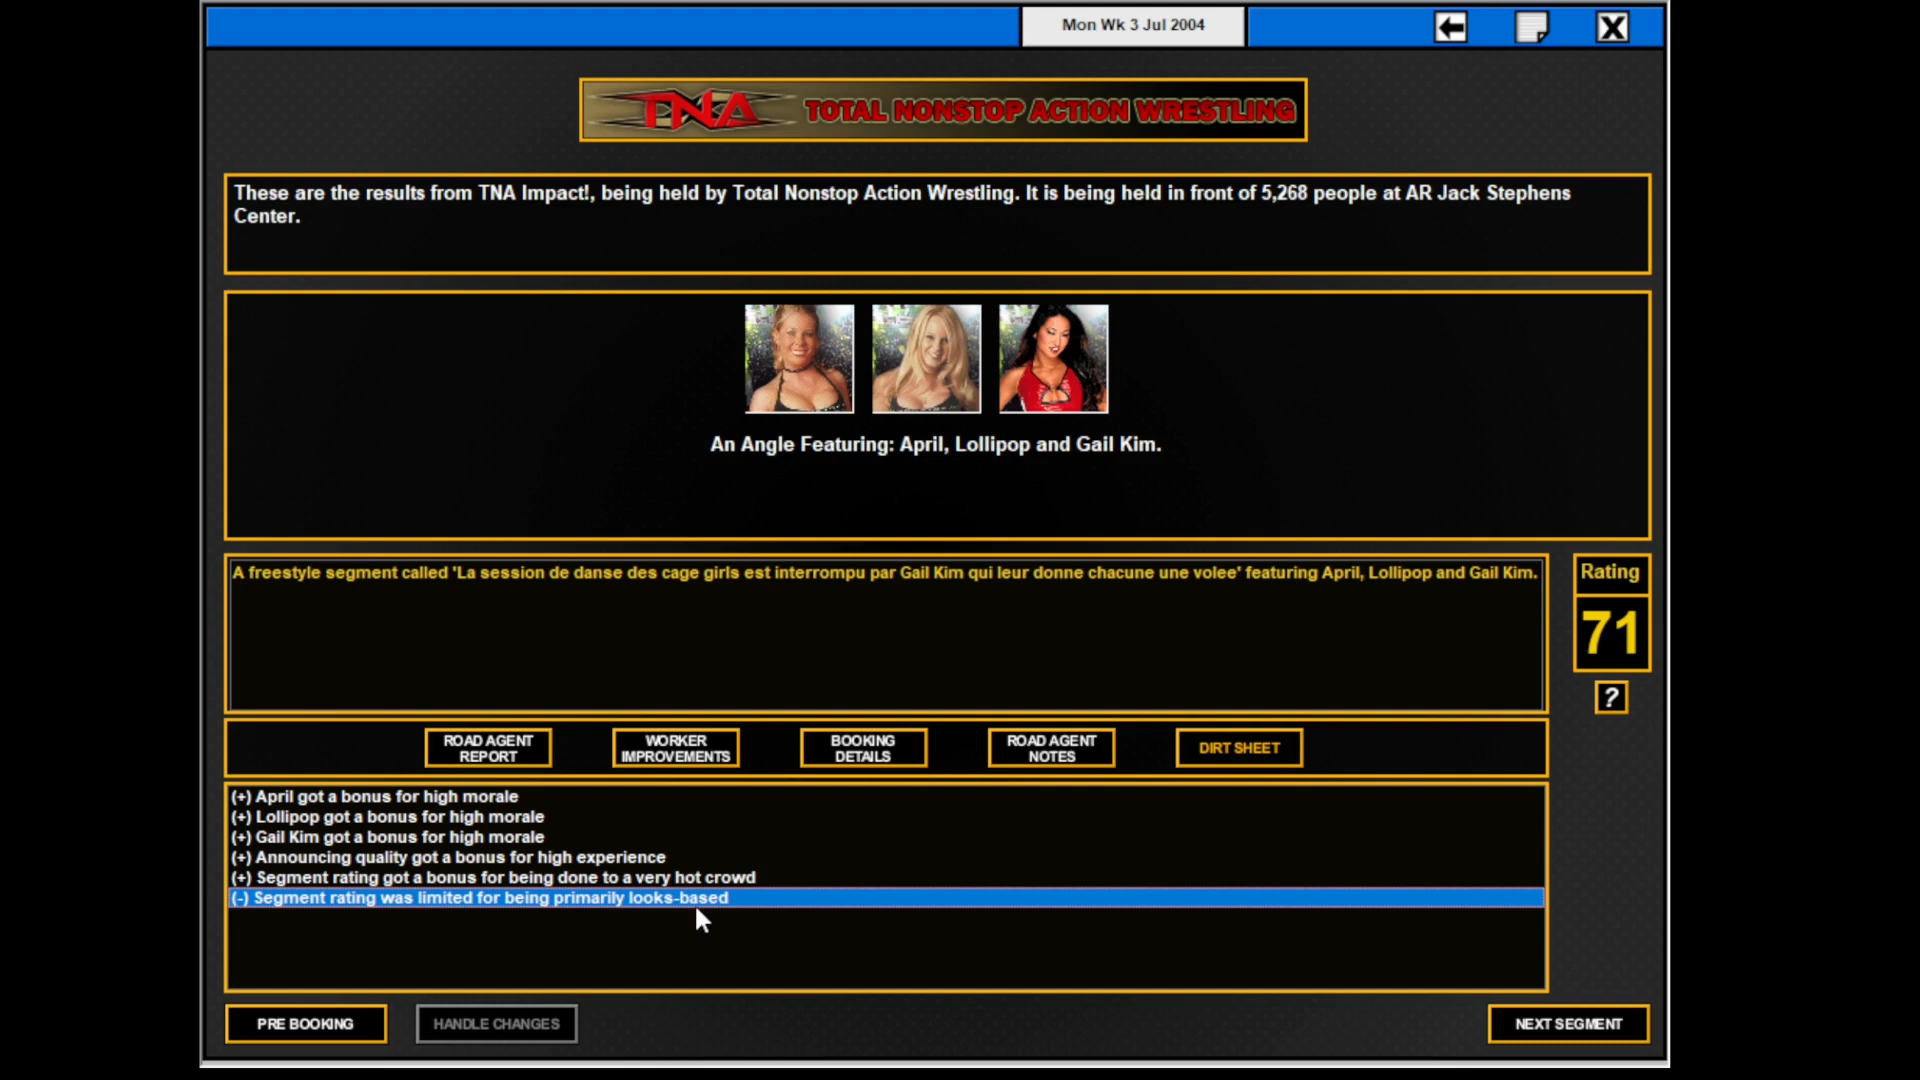 Mon Wk 3 Jul 2004
X
TNA TOTAL NONSTOP ACTION WRESTLING
These are the results from TNA Impact!, being held by Total Nonstop Action Wrestling. It is being held in front of 5,268 people at AR Jack Stephens
Center.
An Angle Featuring: April, Lollipop and Gail Kim.
A freestyle segment called 'La session de danse des cage girls est interrompu par Gail Kim qui leur donne chacune une volee' featuring April, Lollipop and Gail Kim.
Rating
71
?
ROAD AGENT
REPORT
WORKER
IMPROVEMENTS
BOOKING
DETAILS
ROAD AGENT
NOTES
DIRT SHEET
(+) April got a bonus for high morale
(+) Lollipop got a bonus for high morale
(+) Gail Kim got a bonus for high morale
(+) Announcing quality got a bonus for high experience
(+) Segment rating got a bonus for being done to a very hot crowd
(-) Segment rating was limited for being primarily looks-based
PRE BOOKING
HANDLE CHANGES
NEXT SEGMENT